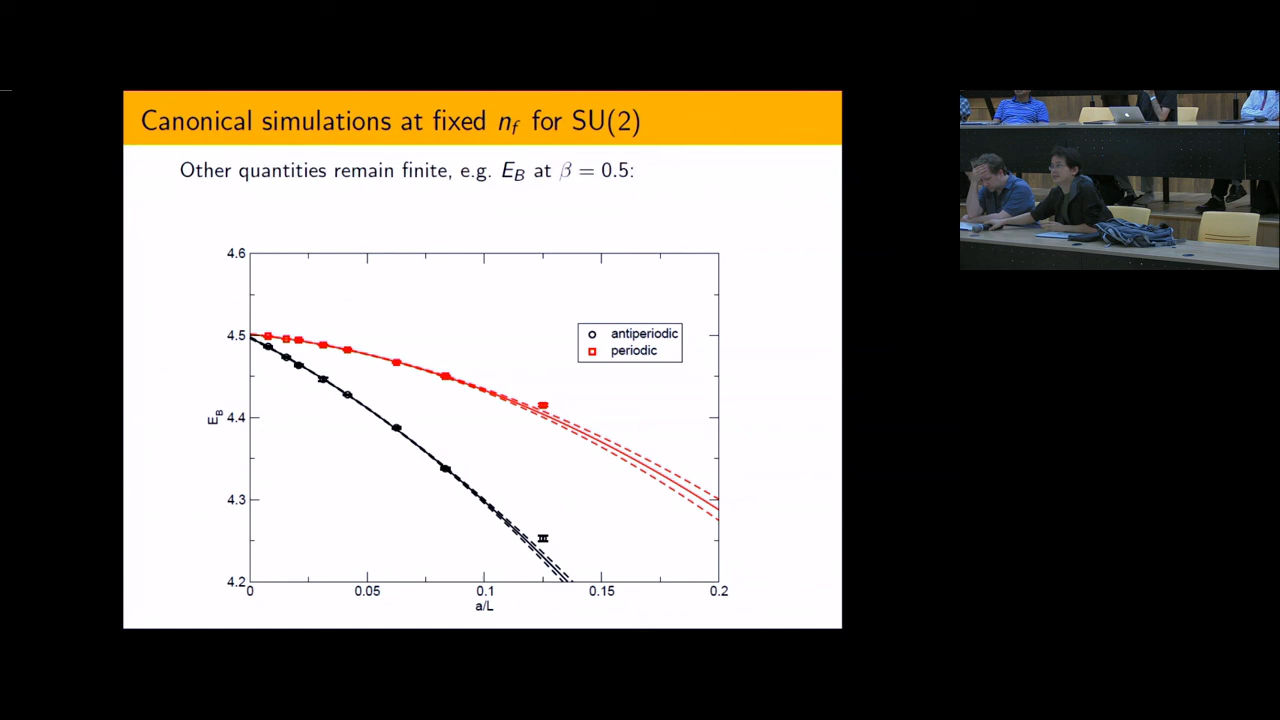 Canonical simulations at fixed n_f for SU(2)
Other quantities remain finite, e.g. E_B at β = 0.5:
4.6
4.5
4.4
4.3
4.2
E_B
antiperiodic
periodic
0 0.05 0.1 0.15 0.2
a/L